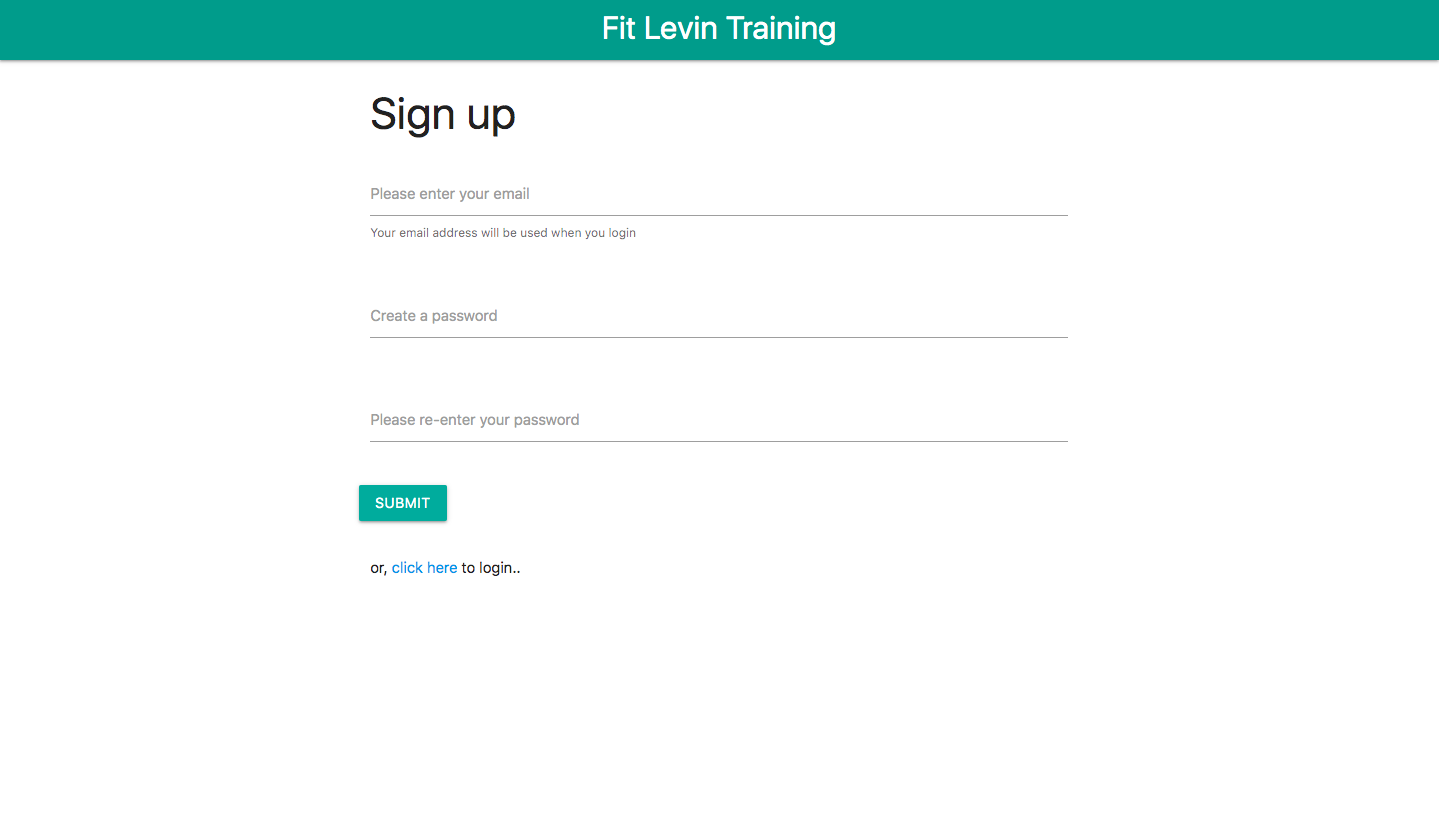 Fit Levin Training
Sign up
Please enter your email
Your email address will be used when you login
Create a password
Please re-enter your password
SUBMIT
or, click here to login..